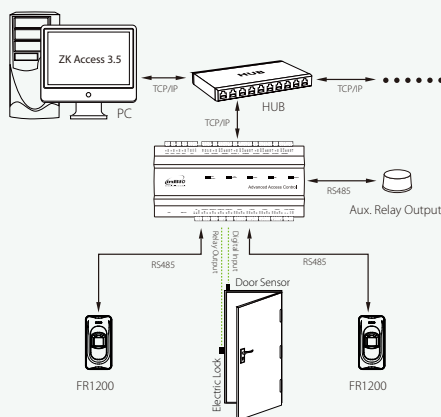 ZK Access 3.5
PC
TCP/IP
HUB
HUB
TCP/IP
TCP/IP
Advanced Access Control
RS485
Aux. Relay Output
Relay Output
Digital Input
RS485
RS485
Door Sensor
Electric Lock
FR1200
FR1200